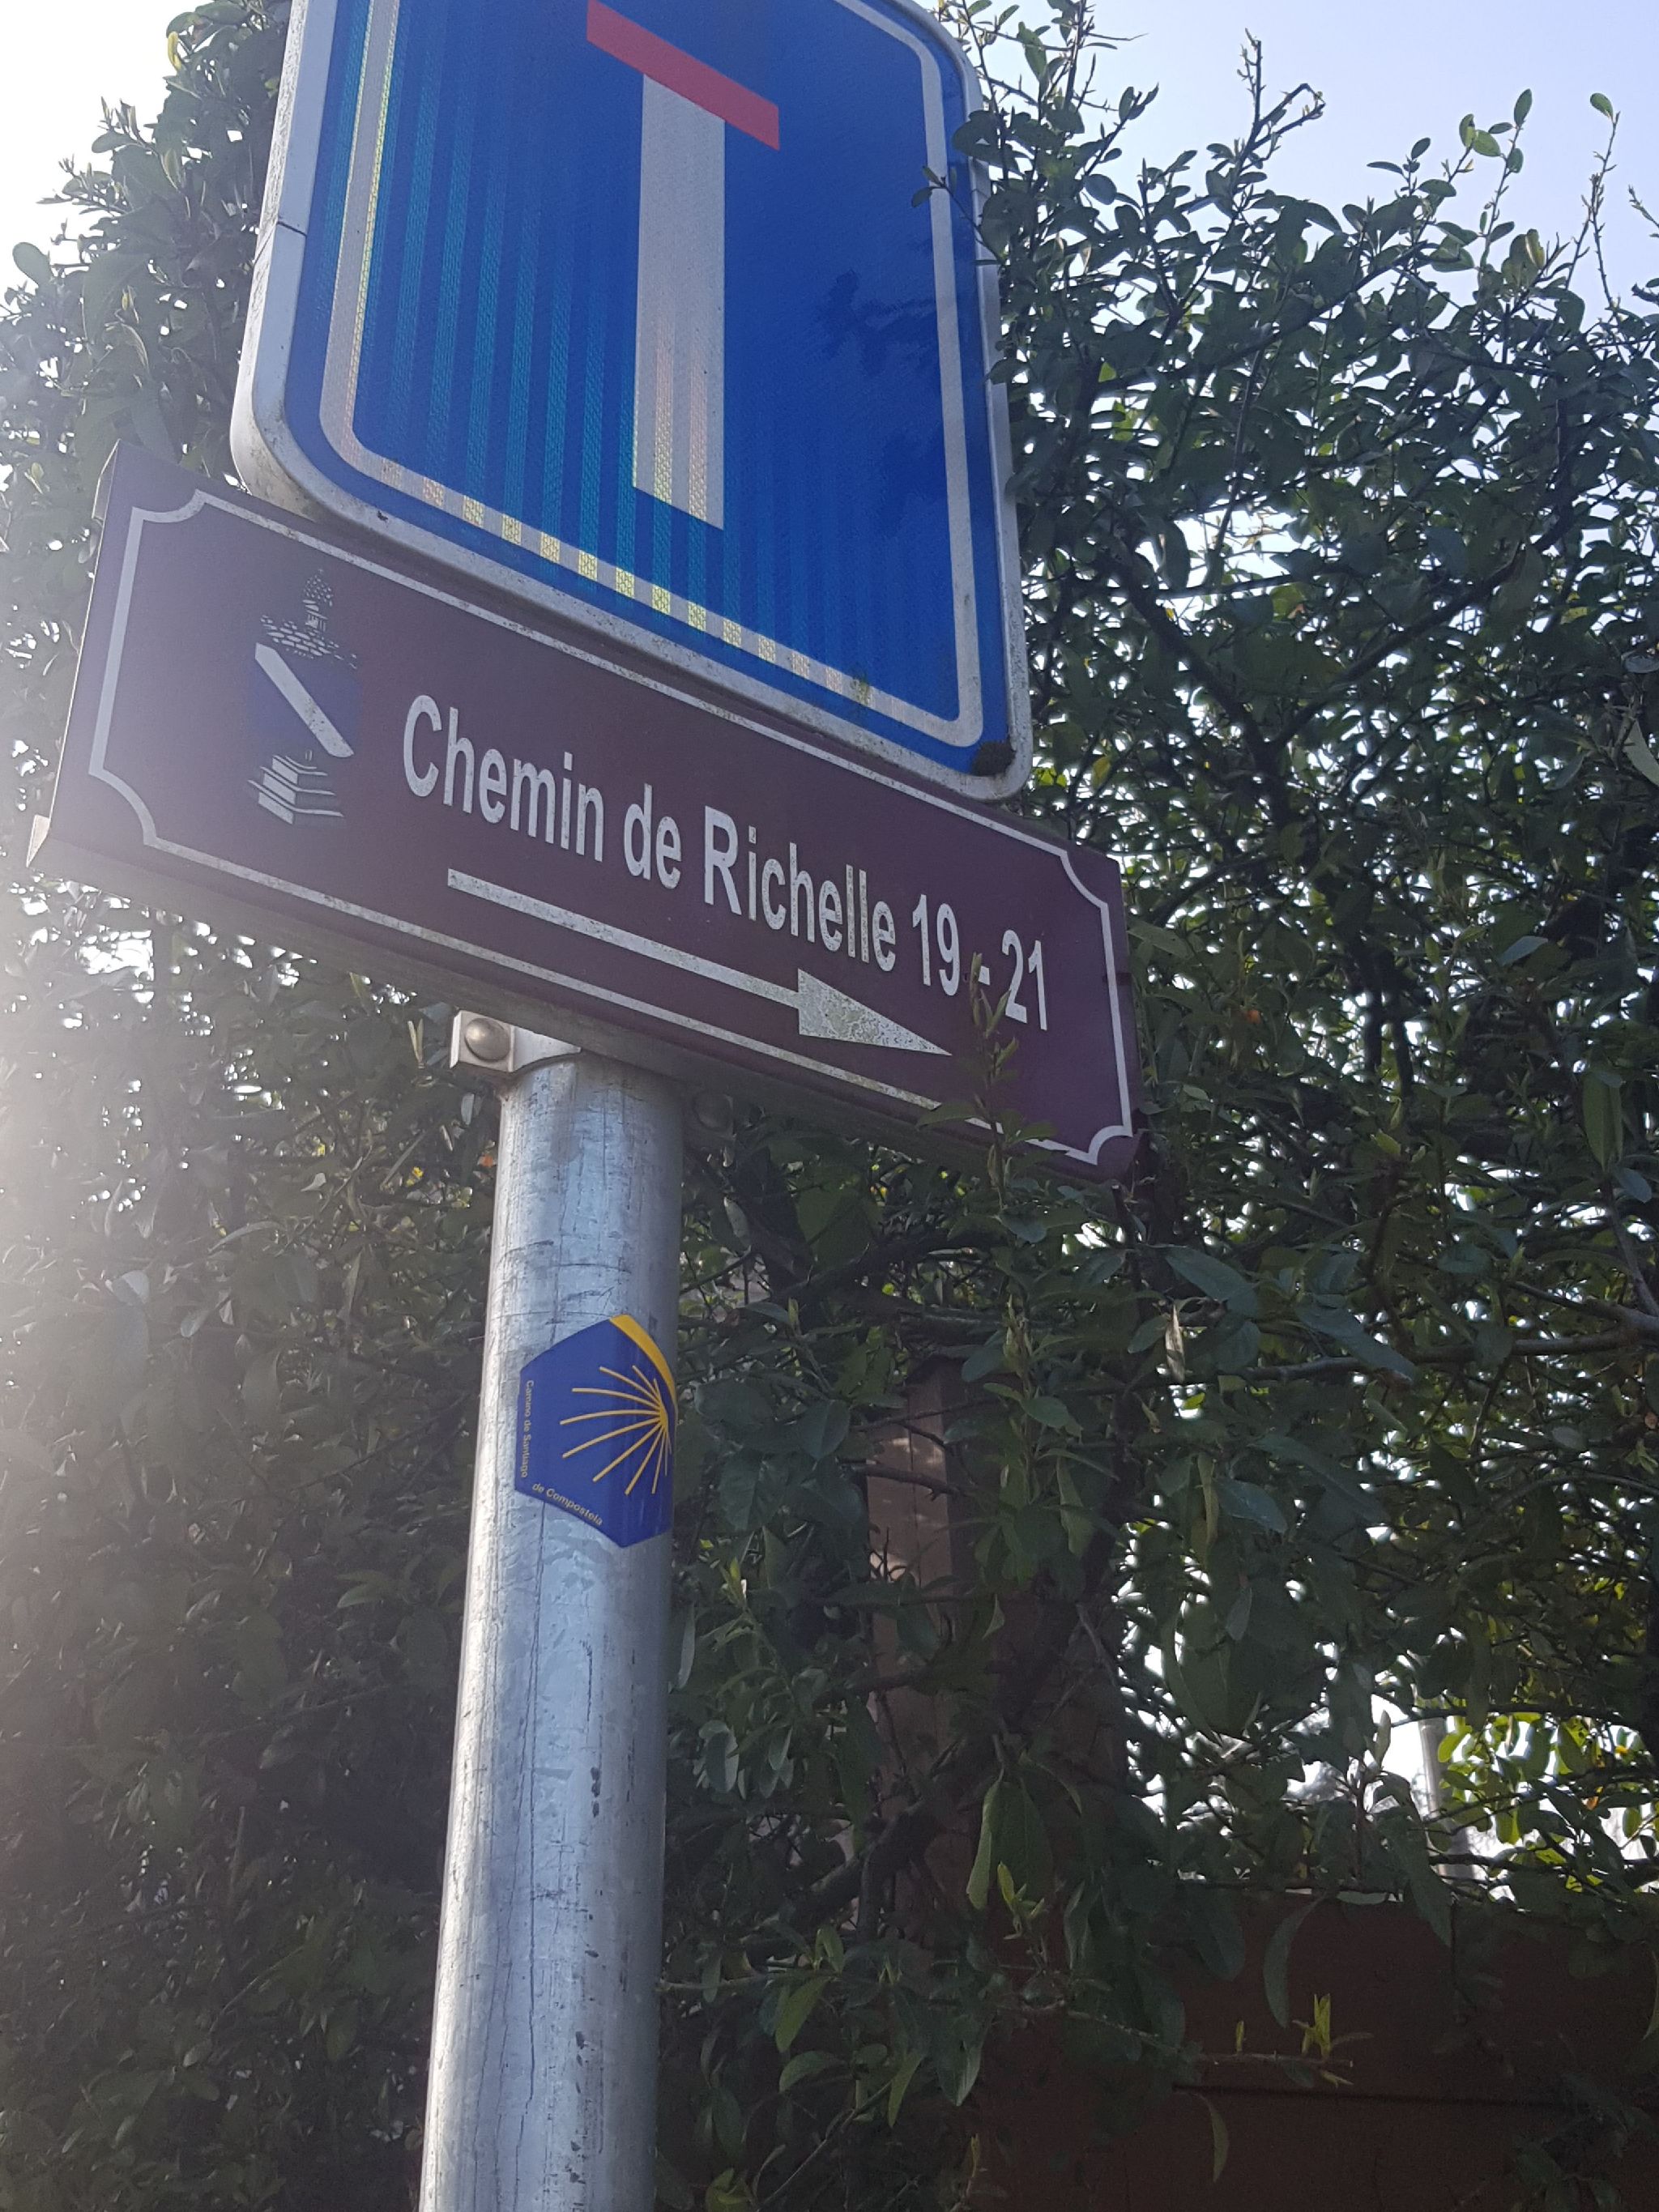 Chemin de Richelle 19 - 21
Camino de Santiago
de Compostela